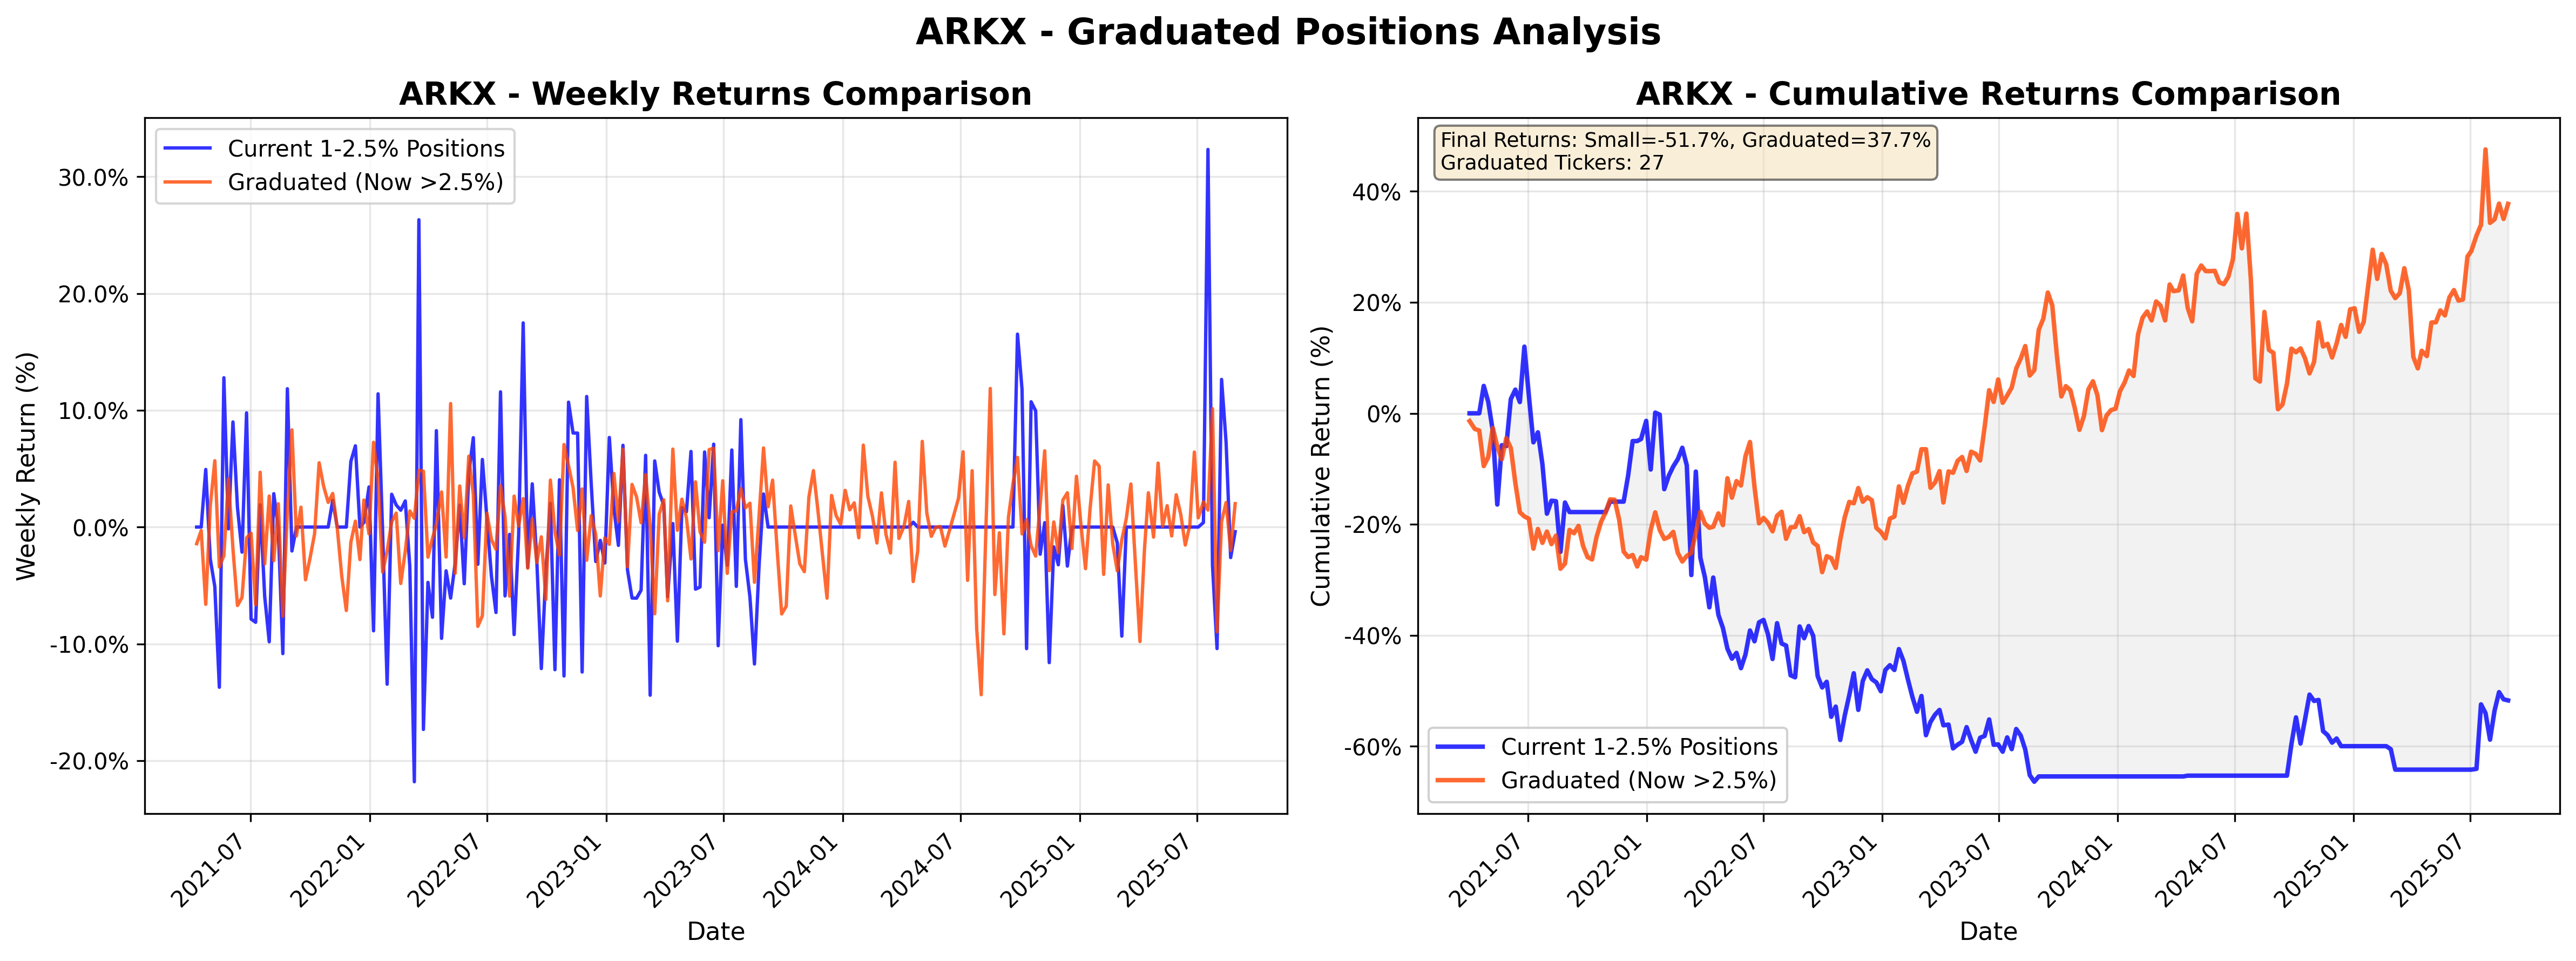 ARKX - Graduated Positions Analysis
ARKX - Weekly Returns Comparison
Current 1-2.5% Positions
Graduated (Now >2.5%)
Weekly Return (%)
30.0%
20.0%
10.0%
0.0%
-10.0%
-20.0%
2021-07
2022-01
2022-07
2023-01
2023-07
2024-01
2024-07
2025-01
2025-07
Date
ARKX - Cumulative Returns Comparison
Final Returns: Small=-51.7%, Graduated=37.7%
Graduated Tickers: 27
Cumulative Return (%)
40%
20%
0%
-20%
-40%
-60%
Current 1-2.5% Positions
Graduated (Now >2.5%)
2021-07
2022-01
2022-07
2023-01
2023-07
2024-01
2024-07
2025-01
2025-07
Date